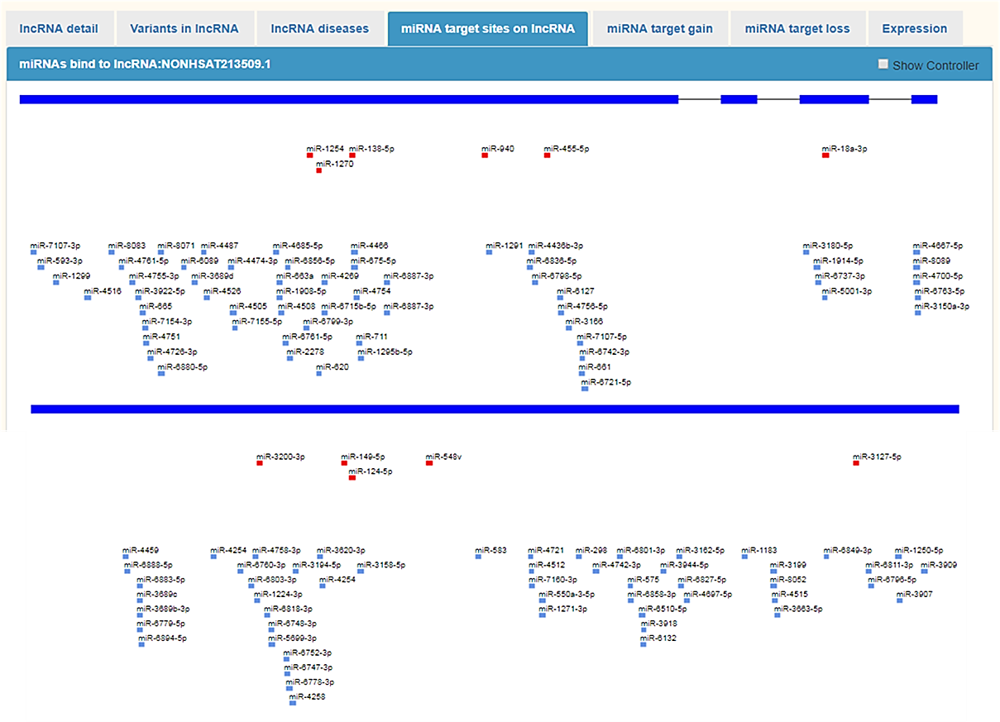 lncRNA detail Variants in lncRNA lncRNA diseases miRNA target sites on lncRNA miRNA target gain miRNA target loss Expression
miRNAs bind to lncRNA:NONHSAT213509.1 Show Controller
miR-1254 miR-138-5p miR-940 miR-455-5p miR-18a-3p
miR-1270
miR-7107-3p miR-8083 miR-8071 miR-4487 miR-4685-5p miR-4466 miR-1291 miR-4436b-3p miR-3180-5p miR-4667-5p
miR-593-3p miR-4761-5p miR-6089 miR-4474-3p miR-6856-5p miR-675-5p miR-6836-5p miR-1914-5p miR-8089
miR-1299 miR-4755-3p miR-3689d miR-663a miR-4269 miR-6887-3p miR-6798-5p miR-6737-3p miR-4700-5p
miR-4516 miR-3922-5p miR-4526 miR-1908-5p miR-4754 miR-6127 miR-5001-3p miR-6763-5p
miR-665 miR-4505 miR-4508 miR-6715b-5p miR-6887-3p miR-4756-5p miR-3150a-3p
miR-7154-3p miR-7155-5p miR-6799-3p miR-3166
miR-4751 miR-6761-5p miR-711 miR-7107-5p
miR-4726-3p miR-2278 miR-1295b-5p miR-6742-3p
miR-6880-5p miR-620 miR-661
miR-6721-5p
miR-3200-3p miR-149-5p miR-548v miR-3127-5p
miR-124-5p
miR-4459 miR-4254 miR-4758-3p miR-3620-3p miR-583 miR-4721 miR-298 miR-6801-3p miR-3162-5p miR-1183 miR-6849-3p miR-1250-5p
miR-6888-5p miR-6760-3p miR-3194-5p miR-3158-5p miR-4512 miR-4742-3p miR-3944-5p miR-3199 miR-6811-3p miR-3909
miR-6883-5p miR-6803-3p miR-4254 miR-7160-3p miR-575 miR-6827-5p miR-8052 miR-6796-5p
miR-3689c miR-1224-3p miR-550a-3-5p miR-6858-3p miR-4697-5p miR-4515 miR-3907
miR-3689b-3p miR-6818-3p miR-1271-3p miR-6510-5p miR-3663-5p
miR-6779-5p miR-6748-3p miR-3918
miR-6894-5p miR-5699-3p miR-6132
miR-6752-3p
miR-6747-3p
miR-6778-3p
miR-4258